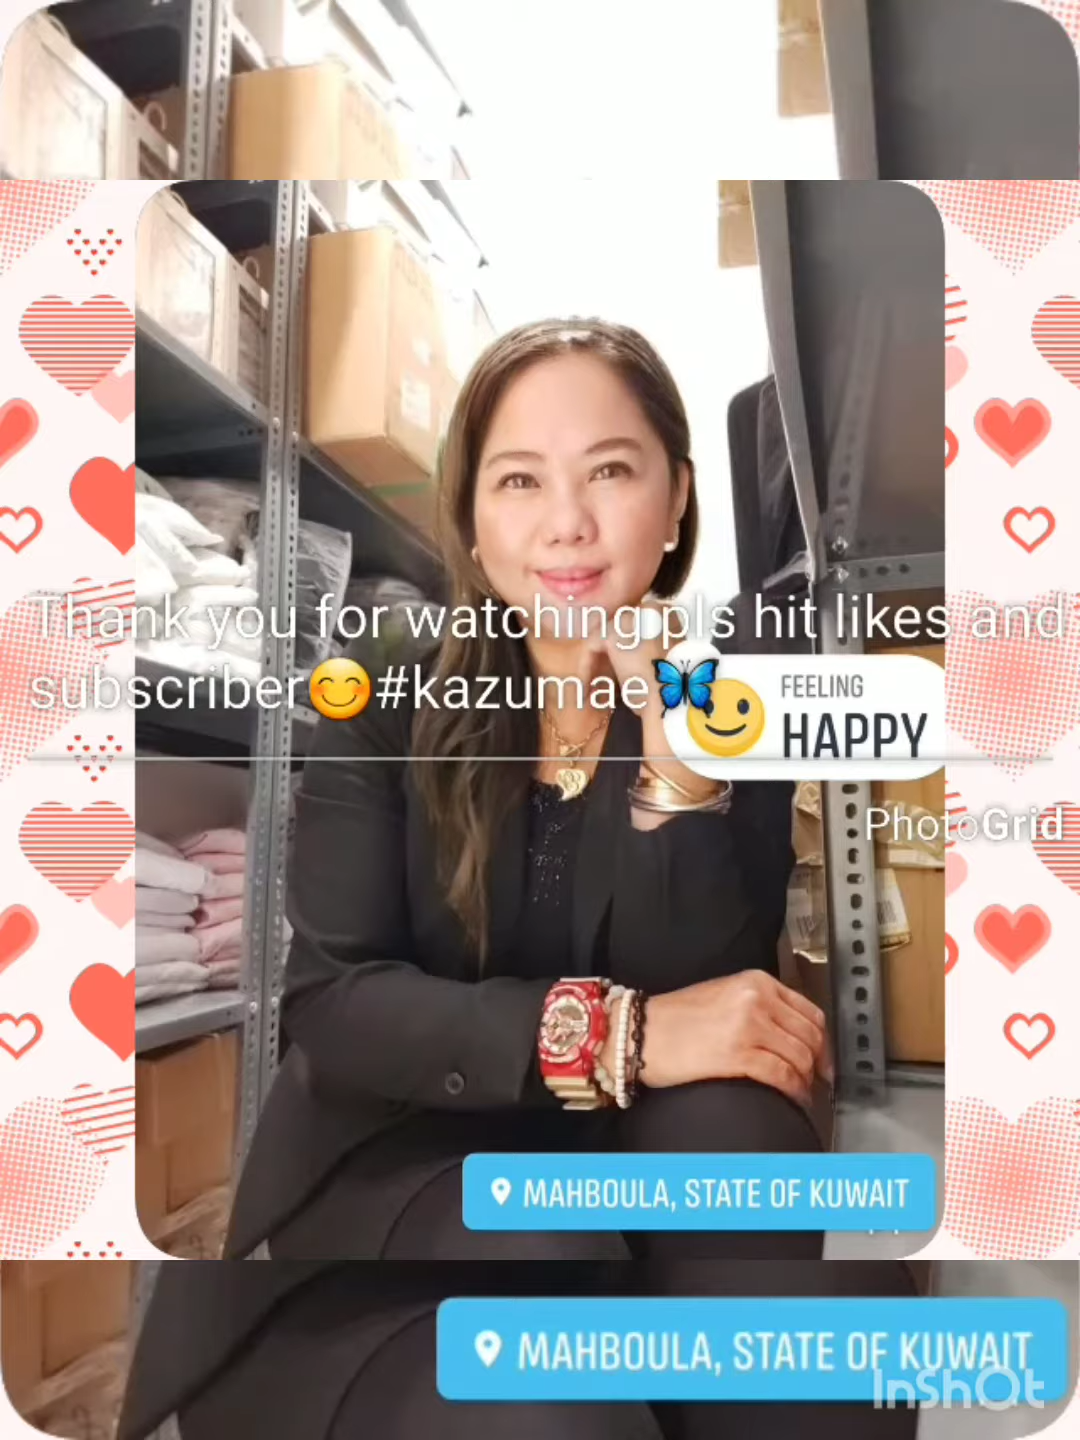 Thank you for watching pls hit likes and
subscriber😊#kazumae🦋
FEELING
HAPPY
PhotoGrid
MAHBOULA, STATE OF KUWAIT
MAHBOULA, STATE OF KUWAIT
InShOt